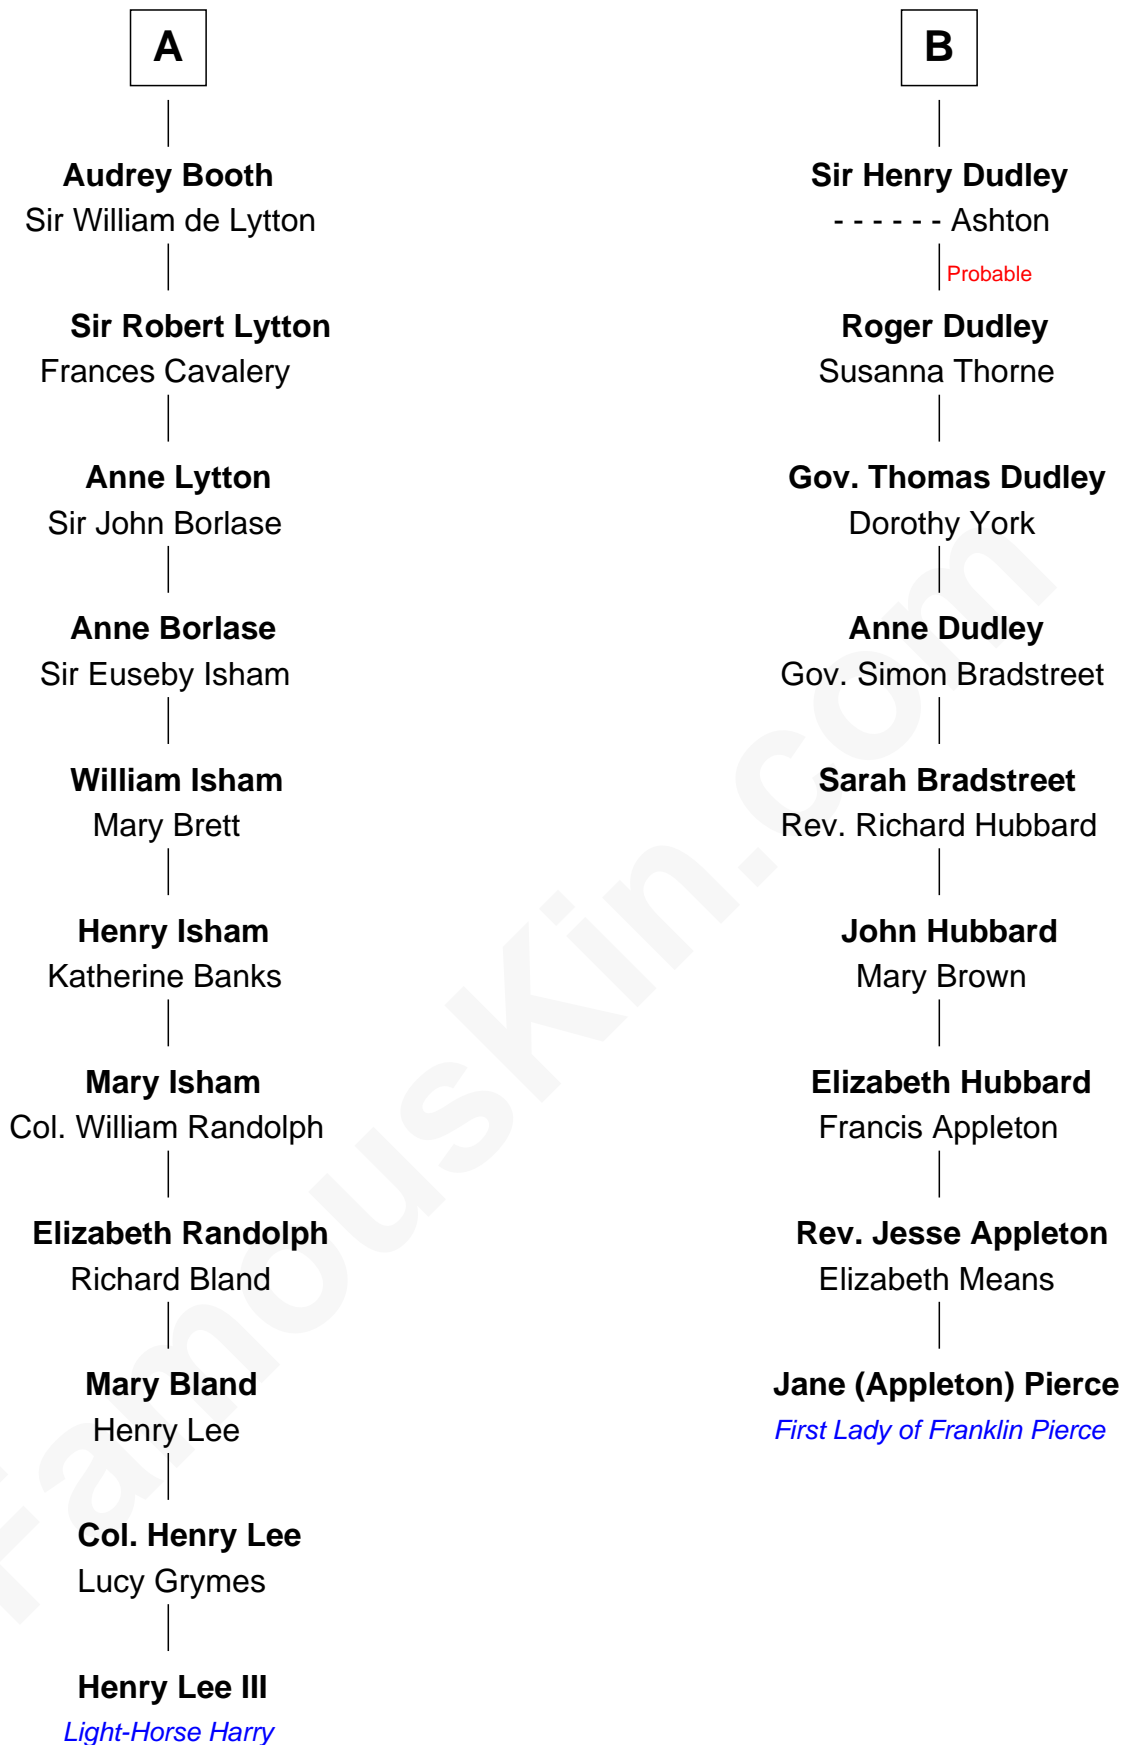 A
Audrey Booth
Sir William de Lytton
Sir Robert Lytton
Frances Cavalery
Anne Lytton
Sir John Borlase
Anne Borlase
Sir Euseby Isham
William Isham
Mary Brett
Henry Isham
Katherine Banks
Mary Isham
Col. William Randolph
Elizabeth Randolph
Richard Bland
Mary Bland
Henry Lee
Col. Henry Lee
Lucy Grymes
Henry Lee III
Light-Horse Harry
B
Sir Henry Dudley
- - - - - - Ashton
Probable
Roger Dudley
Susanna Thorne
Gov. Thomas Dudley
Dorothy York
Anne Dudley
Gov. Simon Bradstreet
Sarah Bradstreet
Rev. Richard Hubbard
John Hubbard
Mary Brown
Elizabeth Hubbard
Francis Appleton
Rev. Jesse Appleton
Elizabeth Means
Jane (Appleton) Pierce
First Lady of Franklin Pierce
FamousKin.com